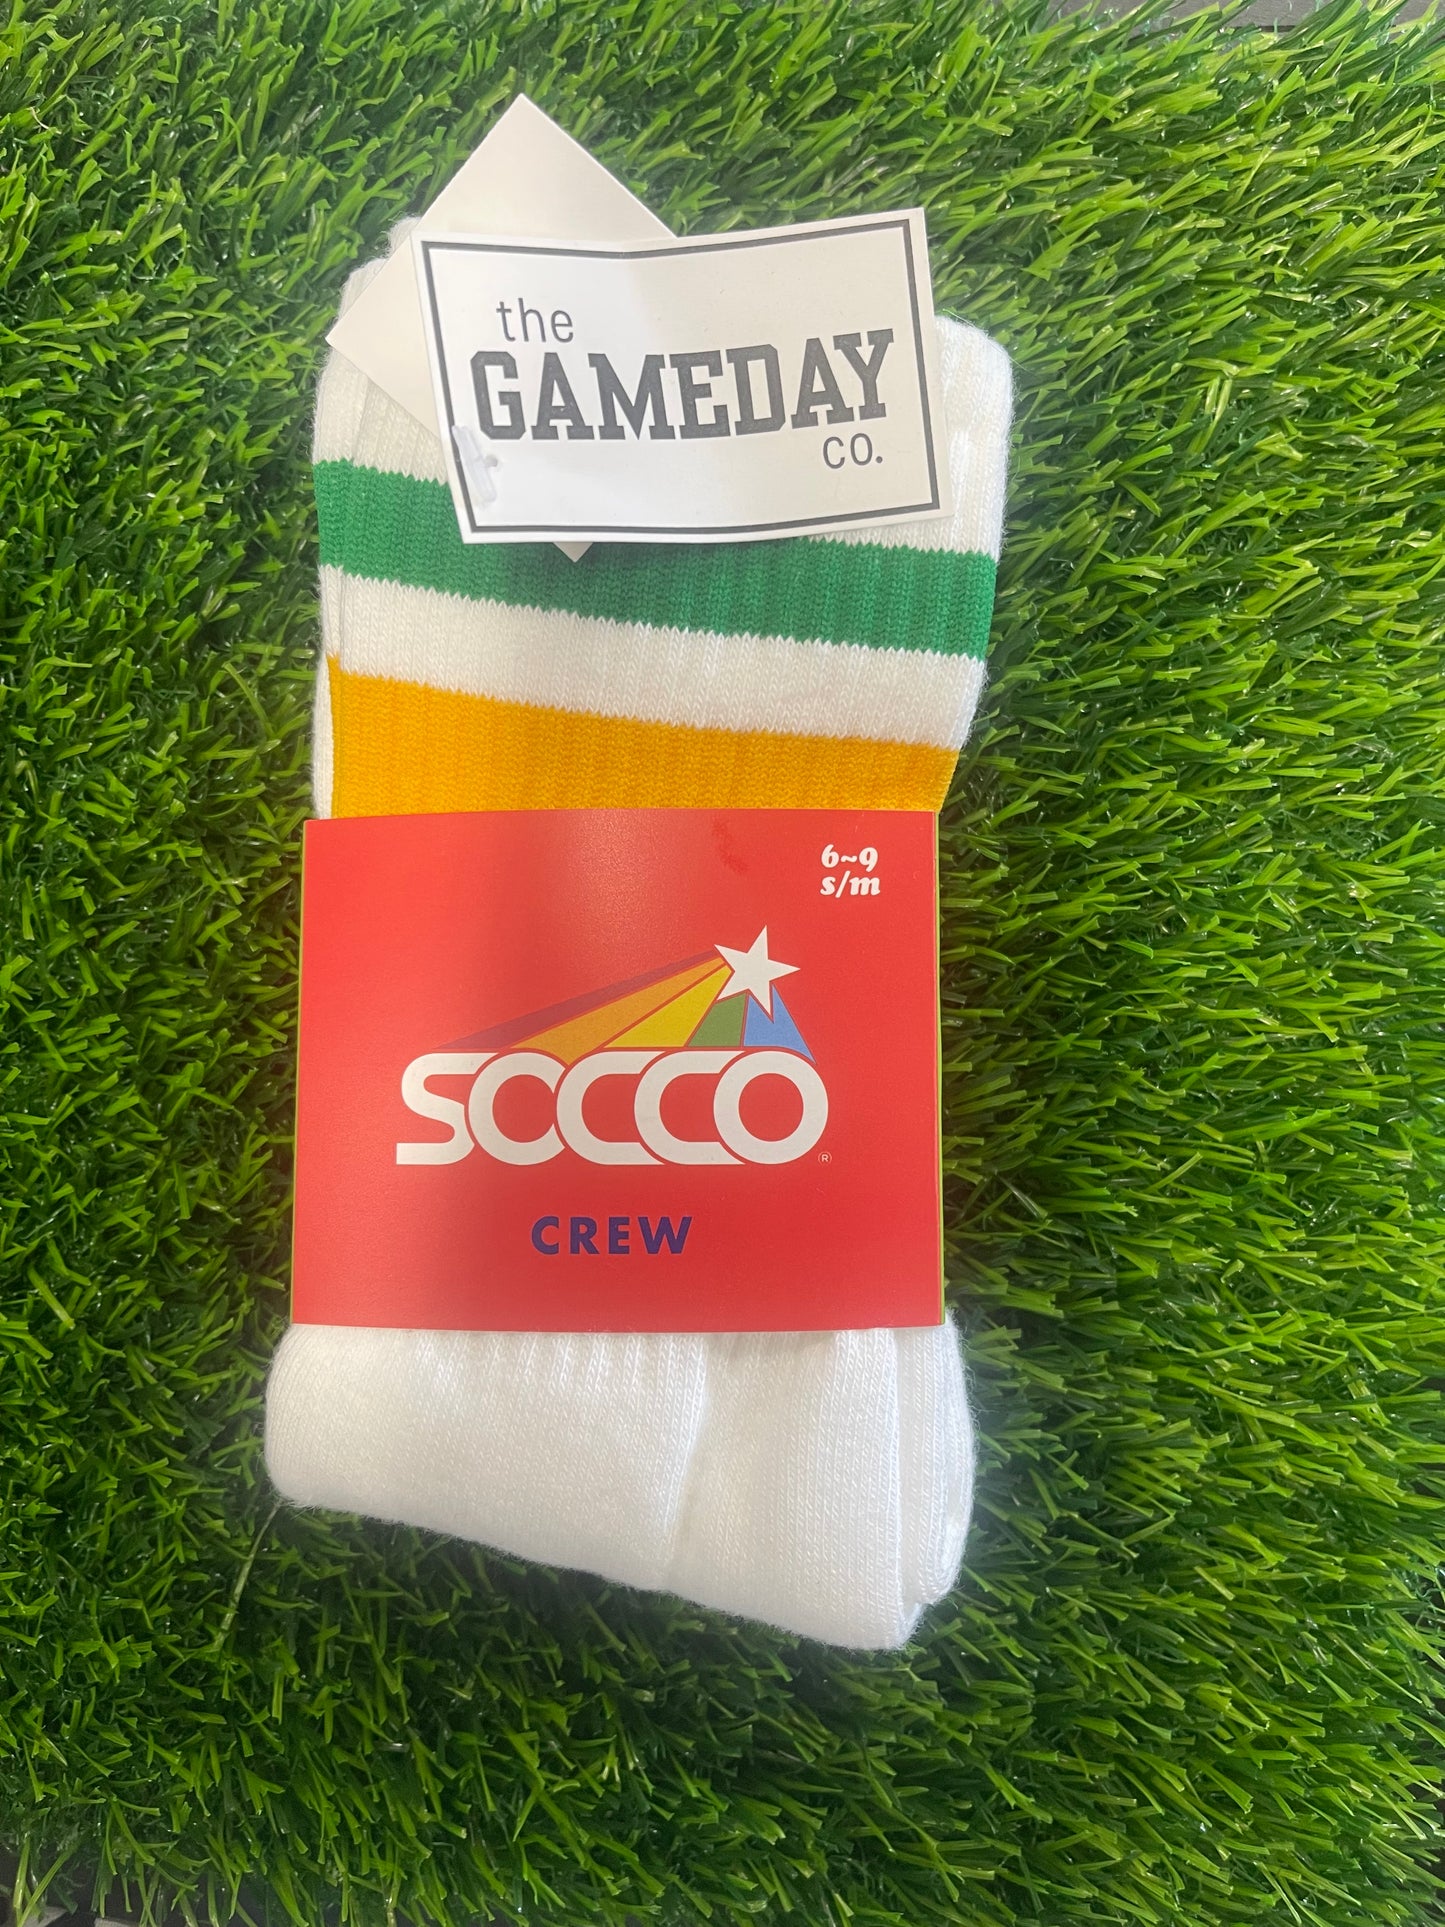 the
GAMEDAY
CO.
6~9
s/m
SOCCO
®
CREW